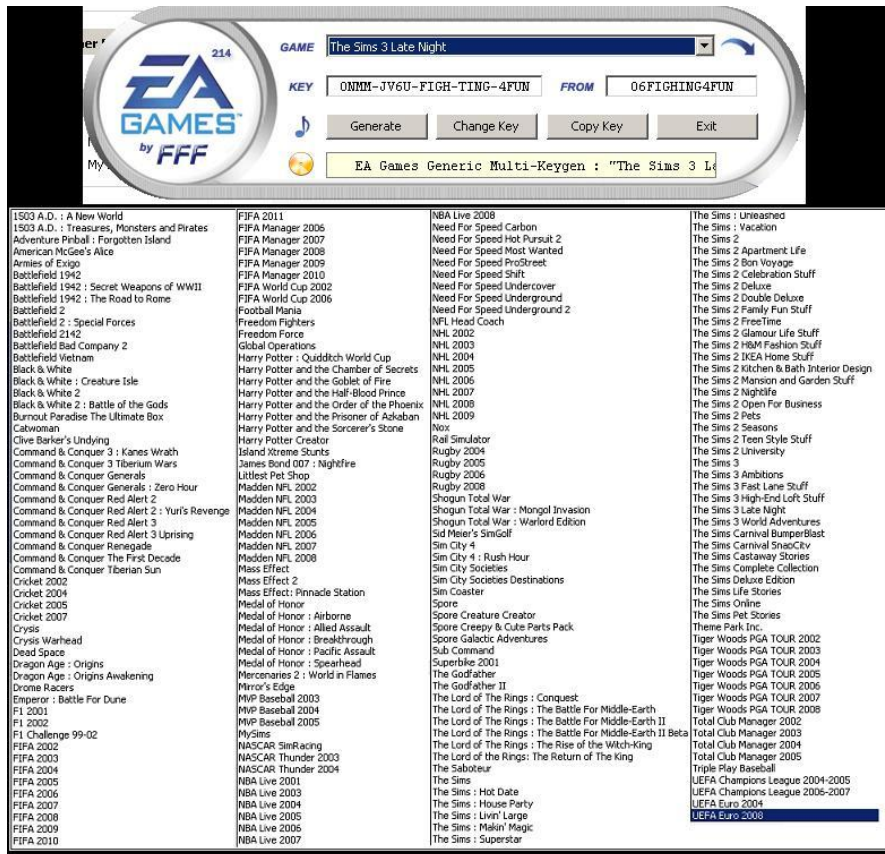 214
EA
GAMES
by FFF
GAME
The Sims 3 Late Night
KEY
0NMM-JV6U-FIGH-TING-4FUN
FROM
06FIGHING4FUN
Generate
Change Key
Copy Key
Exit
EA Games Generic Multi-Keygen : "The Sims 3 La
My
1503 A.D. : A New World
1503 A.D. : Treasures, Monsters and Pirates
Adventure Pinball : Forgotten Island
American McGee's Alice
Armies of Exigo
Battlefield 1942
Battlefield 1942 : Secret Weapons of WWII
Battlefield 1942 : The Road to Rome
Battlefield 2
Battlefield 2 : Special Forces
Battlefield 2142
Battlefield Bad Company 2
Battlefield Vietnam
Black & White
Black & White : Creature Isle
Black & White 2
Black & White 2 : Battle of the Gods
Burnout Paradise The Ultimate Box
Catwoman
Clive Barker's Undying
Command & Conquer 3 : Kanes Wrath
Command & Conquer 3 Tiberium Wars
Command & Conquer Generals
Command & Conquer Generals : Zero Hour
Command & Conquer Red Alert 2
Command & Conquer Red Alert 2 : Yuri's Revenge
Command & Conquer Red Alert 3
Command & Conquer Red Alert 3 Uprising
Command & Conquer Renegade
Command & Conquer The First Decade
Command & Conquer Tiberian Sun
Cricket 2002
Cricket 2004
Cricket 2005
Cricket 2007
Crysis
Crysis Warhead
Dead Space
Dragon Age : Origins
Dragon Age : Origins Awakening
Drome Racers
Emperor : Battle For Dune
F1 2001
F1 2002
F1 Challenge 99-02
FIFA 2002
FIFA 2003
FIFA 2004
FIFA 2005
FIFA 2006
FIFA 2007
FIFA 2008
FIFA 2009
FIFA 2010
FIFA 2011
FIFA Manager 2006
FIFA Manager 2007
FIFA Manager 2008
FIFA Manager 2009
FIFA Manager 2010
FIFA World Cup 2002
FIFA World Cup 2006
Football Mania
Freedom Fighters
Freedom Force
Global Operations
Harry Potter : Quidditch World Cup
Harry Potter and the Chamber of Secrets
Harry Potter and the Goblet of Fire
Harry Potter and the Half-Blood Prince
Harry Potter and the Order of the Phoenix
Harry Potter and the Prisoner of Azkaban
Harry Potter and the Sorcerer's Stone
Harry Potter Creator
Island Xtreme Stunts
James Bond 007 : Nightfire
Littlest Pet Shop
Madden NFL 2002
Madden NFL 2003
Madden NFL 2004
Madden NFL 2005
Madden NFL 2006
Madden NFL 2007
Madden NFL 2008
Mass Effect
Mass Effect 2
Mass Effect: Pinnacle Station
Medal of Honor
Medal of Honor : Airborne
Medal of Honor : Allied Assault
Medal of Honor : Breakthrough
Medal of Honor : Pacific Assault
Medal of Honor : Spearhead
Mercenaries 2 : World in Flames
Mirror's Edge
MVP Baseball 2003
MVP Baseball 2004
MVP Baseball 2005
MySims
NASCAR SimRacing
NASCAR Thunder 2003
NASCAR Thunder 2004
NBA Live 2001
NBA Live 2003
NBA Live 2004
NBA Live 2005
NBA Live 2006
NBA Live 2007
NBA Live 2008
Need For Speed Carbon
Need For Speed Hot Pursuit 2
Need For Speed Most Wanted
Need For Speed ProStreet
Need For Speed Shift
Need For Speed Undercover
Need For Speed Underground
Need For Speed Underground 2
NFL Head Coach
NHL 2002
NHL 2003
NHL 2004
NHL 2005
NHL 2006
NHL 2007
NHL 2008
NHL 2009
Nox
Rail Simulator
Rugby 2004
Rugby 2005
Rugby 2006
Rugby 2008
Shogun Total War
Shogun Total War : Mongol Invasion
Shogun Total War : Warlord Edition
Sid Meier's SimGolf
Sim City 4
Sim City 4 : Rush Hour
Sim City Societies
Sim City Societies Destinations
Sim Coaster
Spore
Spore Creature Creator
Spore Creepy & Cute Parts Pack
Spore Galactic Adventures
Sub Command
Superbike 2001
The Godfather
The Godfather II
The Lord of The Rings : Conquest
The Lord of The Rings : The Battle For Middle-Earth
The Lord of The Rings : The Battle For Middle-Earth II
The Lord of The Rings : The Battle For Middle-Earth II Beta
The Lord of The Rings : The Rise of the Witch-King
The Lord of the Rings: The Return of The King
The Saboteur
The Sims
The Sims : Hot Date
The Sims : House Party
The Sims : Livin' Large
The Sims : Makin' Magic
The Sims : Superstar
The Sims : Unleashed
The Sims : Vacation
The Sims 2
The Sims 2 Apartment Life
The Sims 2 Bon Voyage
The Sims 2 Celebration Stuff
The Sims 2 Deluxe
The Sims 2 Double Deluxe
The Sims 2 Family Fun Stuff
The Sims 2 FreeTime
The Sims 2 Glamour Life Stuff
The Sims 2 H&M Fashion Stuff
The Sims 2 IKEA Home Stuff
The Sims 2 Kitchen & Bath Interior Design
The Sims 2 Mansion and Garden Stuff
The Sims 2 Nightlife
The Sims 2 Open For Business
The Sims 2 Pets
The Sims 2 Seasons
The Sims 2 Teen Style Stuff
The Sims 2 University
The Sims 3
The Sims 3 Ambitions
The Sims 3 Fast Lane Stuff
The Sims 3 High-End Loft Stuff
The Sims 3 Late Night
The Sims 3 World Adventures
The Sims Carnival BumperBlast
The Sims Carnival SnapCity
The Sims Castaway Stories
The Sims Complete Collection
The Sims Deluxe Edition
The Sims Life Stories
The Sims Online
The Sims Pet Stories
Theme Park Inc.
Tiger Woods PGA TOUR 2002
Tiger Woods PGA TOUR 2003
Tiger Woods PGA TOUR 2004
Tiger Woods PGA TOUR 2005
Tiger Woods PGA TOUR 2006
Tiger Woods PGA TOUR 2007
Tiger Woods PGA TOUR 2008
Total Club Manager 2002
Total Club Manager 2003
Total Club Manager 2004
Total Club Manager 2005
Triple Play Baseball
UEFA Champions League 2004-2005
UEFA Champions League 2006-2007
UEFA Euro 2004
UEFA Euro 2008